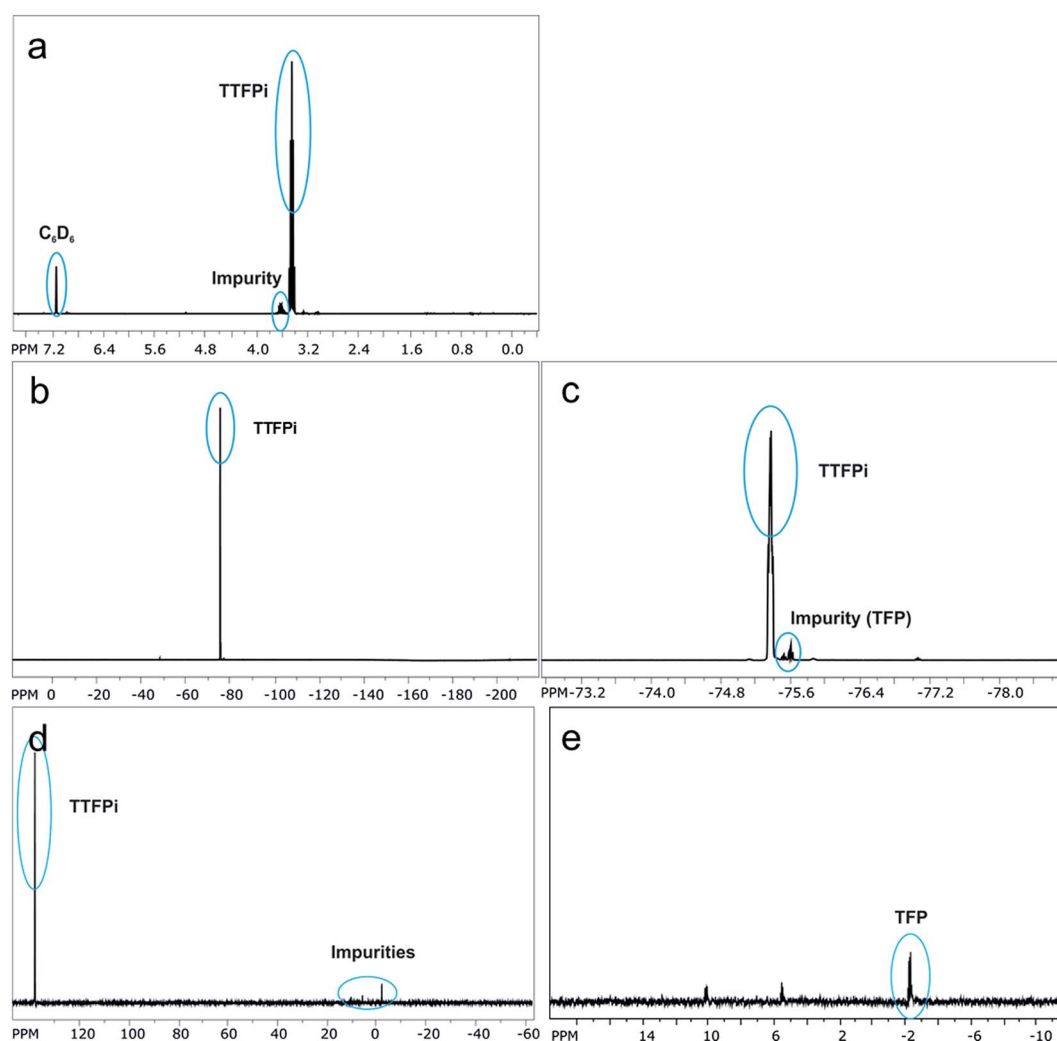 a
TTFPi
C₆D₆
Impurity
PPM 7.2 6.4 5.6 4.8 4.0 3.2 2.4 1.6 0.8 0.0
b
TTFPi
PPM 0 -20 -40 -60 -80 -100 -120 -140 -160 -180 -200
c
TTFPi
Impurity (TFP)
PPM -73.2 -74.0 -74.8 -75.6 -76.4 -77.2 -78.0
d
TTFPi
Impurities
120 100 80 60 40 20 0 -20 -40 -60
e
TFP
PPM 14 10 6 2 -2 -6 -10